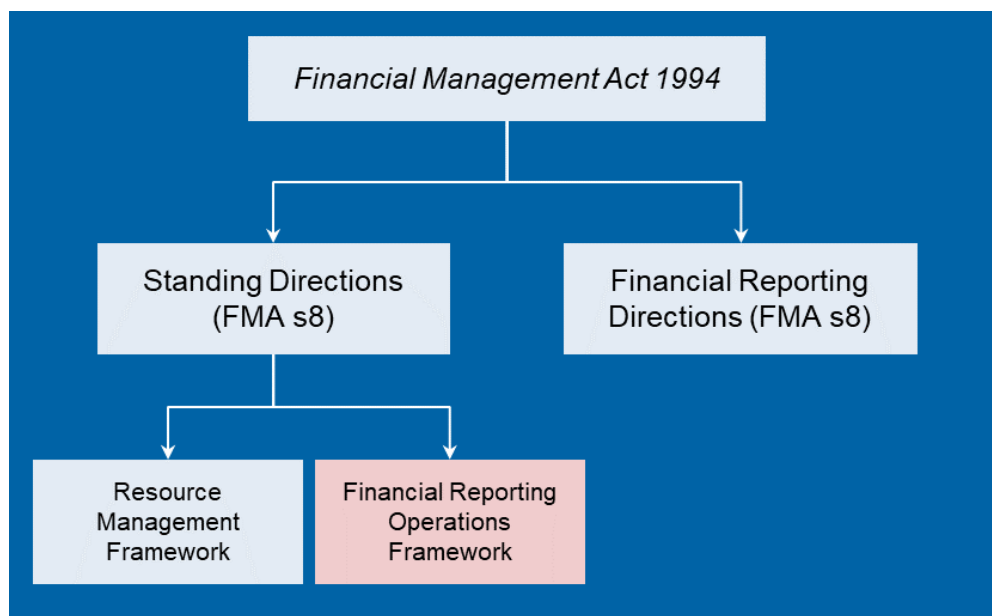 Financial Management Act 1994
Standing Directions
(FMA s8)
Financial Reporting
Directions (FMA s8)
Resource
Management
Framework
Financial Reporting
Operations
Framework